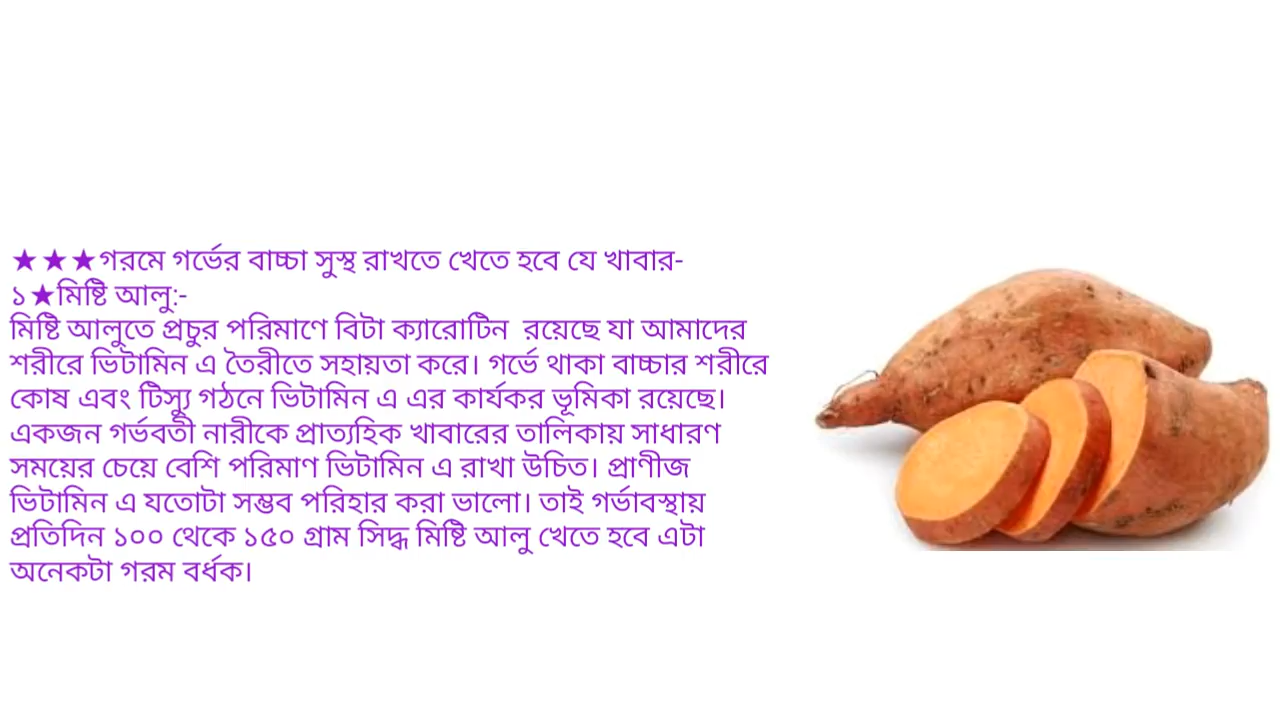 ★★★গরমে গর্ভের বাচ্চা সুস্থ রাখতে খেতে হবে যে খাবার-
১★মিষ্টি আলু:-
মিষ্টি আলুতে প্রচুর পরিমাণে বিটা ক্যারোটিন রয়েছে যা আমাদের
শরীরে ভিটামিন এ তৈরীতে সহায়তা করে। গর্ভে থাকা বাচ্চার শরীরে
কোষ এবং টিস্যু গঠনে ভিটামিন এ এর কার্যকর ভূমিকা রয়েছে।
একজন গর্ভবতী নারীকে প্রাত্যহিক খাবারের তালিকায় সাধারণ
সময়ের চেয়ে বেশি পরিমাণ ভিটামিন এ রাখা উচিত। প্রাণীজ
ভিটামিন এ যতোটা সম্ভব পরিহার করা ভালো। তাই গর্ভাবস্থায়
প্রতিদিন ১০০ থেকে ১৫০ গ্রাম সিদ্ধ মিষ্টি আলু খেতে হবে এটা
অনেকটা গরম বর্ধক।